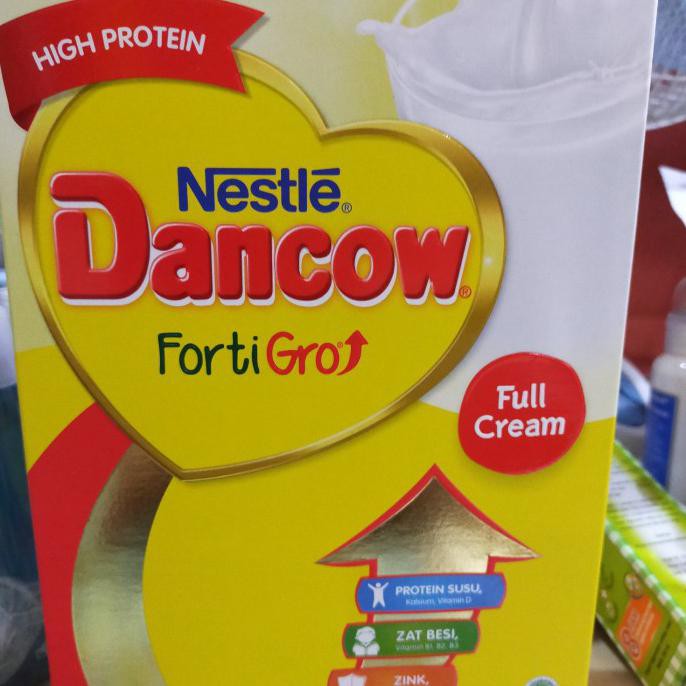 HIGH PROTEIN
Nestlé®
Dancow®
FortiGro®
Full
Cream
PROTEIN SUSU,
Kalsium, Vitamin D
ZAT BESI,
Vitamin B1, B2, B3
ZINK,